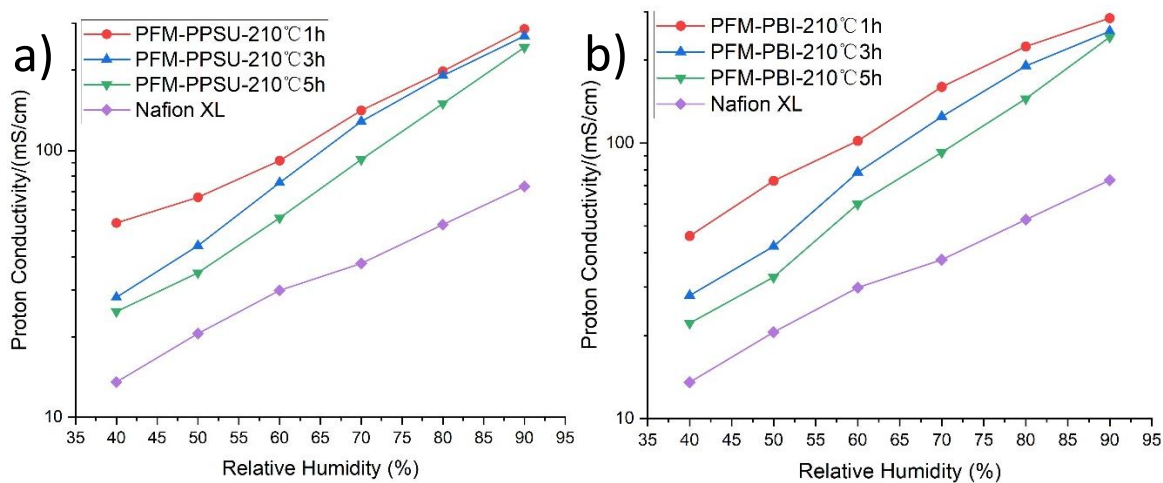 a)
PFM-PPSU-210℃1h
PFM-PPSU-210℃3h
PFM-PPSU-210℃5h
Nafion XL
Proton Conductivity/(mS/cm)
100
10
35 40 45 50 55 60 65 70 75 80 85 90 95
Relative Humidity (%)
b)
PFM-PBI-210℃1h
PFM-PBI-210℃3h
PFM-PBI-210℃5h
Nafion XL
Proton Conductivity/(mS/cm)
100
10
35 40 45 50 55 60 65 70 75 80 85 90 95
Relative Humidity (%)